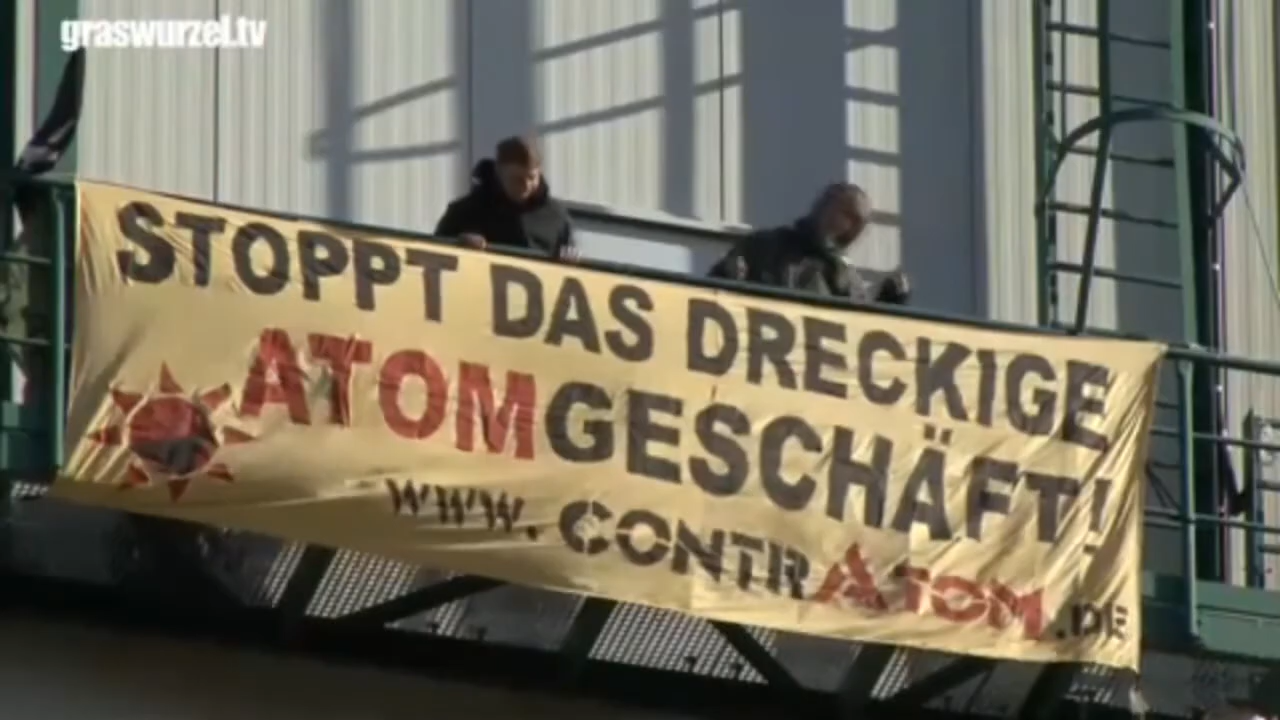 graswurzel.tv
STOPPT DAS DRECKIGE
ATOMGESCHÄFT!
WWW.CONTRATOM.DE